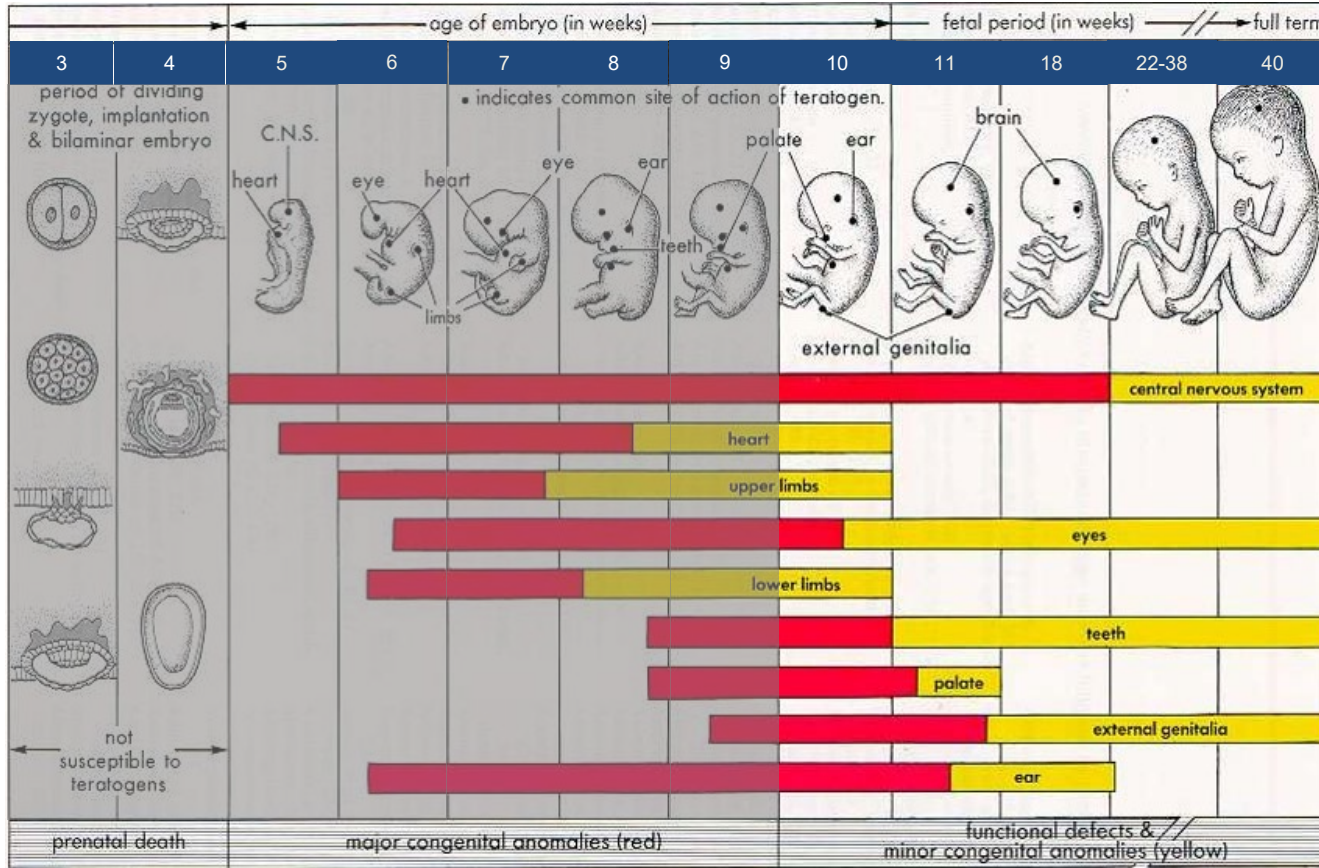 age of embryo (in weeks)
fetal period (in weeks)
full term
3
4
5
6
7
8
9
10
11
18
22-38
40
period of dividing
zygote, implantation
& bilaminar embryo
• indicates common site of action of teratogen.
C.N.S.
heart
eye
heart
eye
ear
palate
ear
brain
teeth
limbs
external genitalia
central nervous system
heart
upper limbs
eyes
lower limbs
teeth
palate
external genitalia
ear
not
susceptible to
teratogens
prenatal death
major congenital anomalies (red)
functional defects &
minor congenital anomalies (yellow)